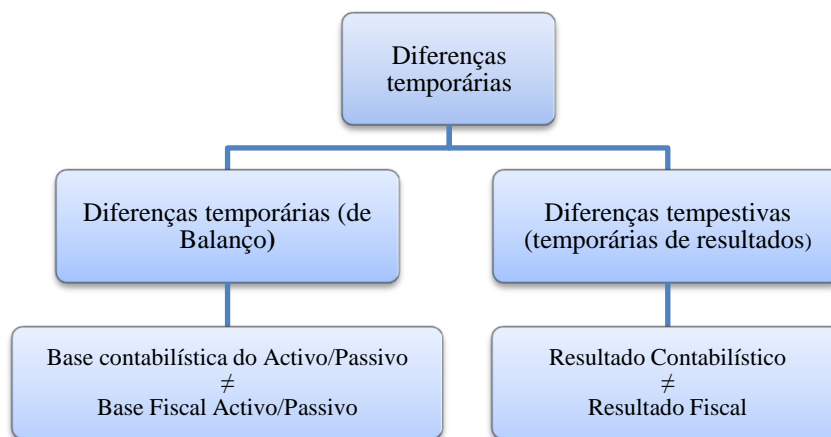 Diferenças
temporárias
Diferenças temporárias (de
Balanço)
Diferenças tempestivas
(temporárias de resultados)
Base contabilística do Activo/Passivo
≠
Base Fiscal Activo/Passivo
Resultado Contabilístico
≠
Resultado Fiscal